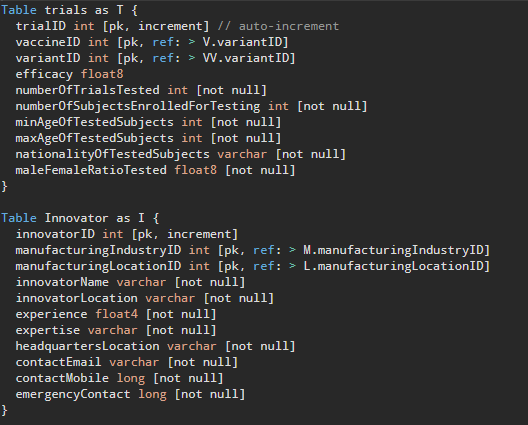 Table trials as T {
  trialID int [pk, increment] // auto-increment
  vaccineID int [pk, ref: > V.variantID]
  variantID int [pk, ref: > VV.variantID]
  efficacy float8
  numberOfTrialsTested int [not null]
  numberOfSubjectsEnrolledForTesting int [not null]
  minAgeOfTestedSubjects int [not null]
  maxAgeOfTestedSubjects int [not null]
  nationalityOfTestedSubjects varchar [not null]
  maleFemaleRatioTested float8 [not null]
}

Table Innovator as I {
  innovatorID int [pk, increment]
  manufacturingIndustryID int [pk, ref: > M.manufacturingIndustryID]
  manufacturingLocationID int [pk, ref: > L.manufacturingLocationID]
  innovatorName varchar [not null]
  innovatorLocation varchar [not null]
  experience float4 [not null]
  expertise varchar [not null]
  headquartersLocation varchar [not null]
  contactEmail varchar [not null]
  contactMobile long [not null]
  emergencyContact long [not null]
}